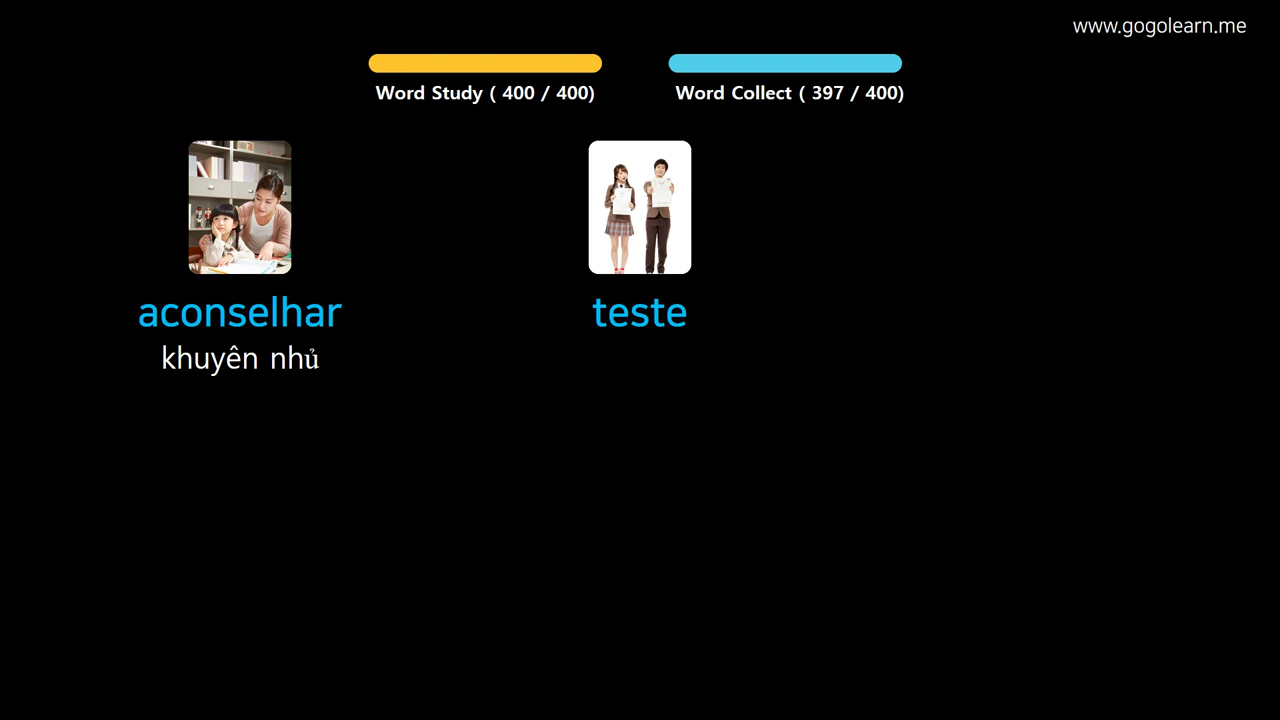 www.gogolearn.me
Word Study ( 400 / 400)
Word Collect ( 397 / 400)
aconselhar
khuyên nhủ
teste